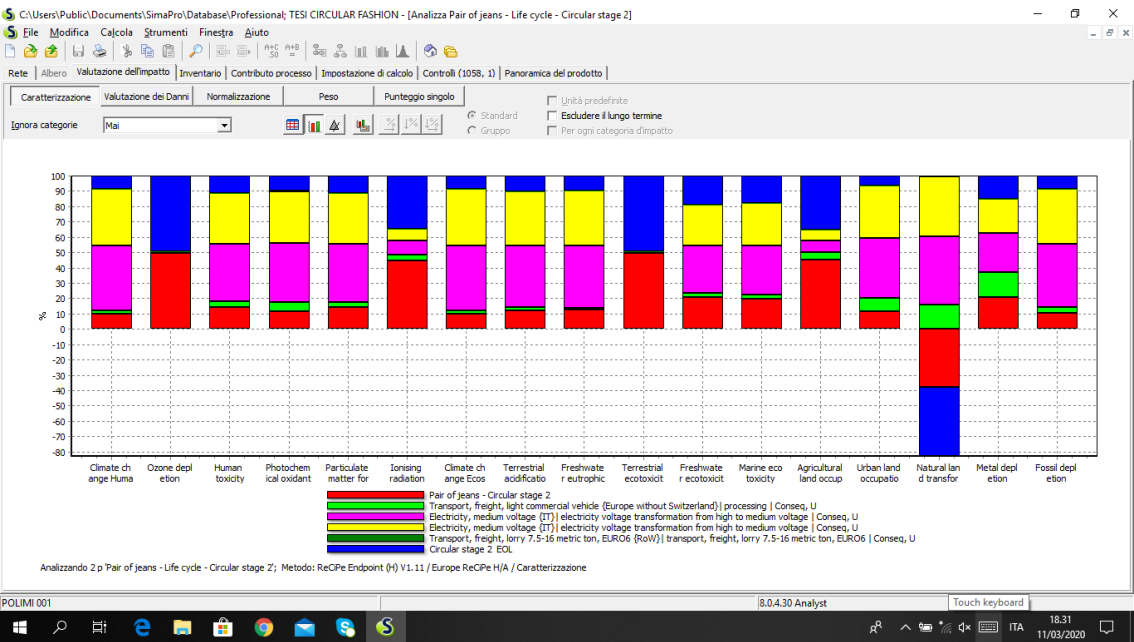 C:\Users\Public\Documents\SimaPro\Database\Professional; TESI CIRCULAR FASHION - [Analizza Pair of jeans - Life cycle - Circular stage 2]
File Modifica Calcola Strumenti Finestra Aiuto
Rete Albero Valutazione dell'impatto Inventario Contributo processo Impostazione di calcolo Controlli (1058, 1) Panoramica del prodotto
Caratterizzazione Valutazione dei Danni Normalizzazione Peso Punteggio singolo
Unità predefinite
Ignora categorie Mai Standard Escludere il lungo termine
Gruppo Per ogni categoria d'impatto
100
90
80
70
60
50
40
30
20
10
0
-10
-20
-30
-40
-50
-60
-70
-80
%
Climate ch Ozone depl Human Photochem Particulate Ionising Climate ch Terrestrial Freshwate Terrestrial Freshwate Marine eco Agricultural Urban land Natural lan Metal depl Fossil depl
ange Huma etion toxicity ical oxidant matter for radiation ange Ecos acidificatio r eutrophic ecotoxicit r ecotoxicit toxicity land occup occupatio d transfor etion etion
Pair of jeans - Circular stage 2
Transport, freight, light commercial vehicle {Europe without Switzerland}| processing | Conseq, U
Electricity, medium voltage {IT}| electricity voltage transformation from high to medium voltage | Conseq, U
Electricity, medium voltage {IT}| electricity voltage transformation from high to medium voltage | Conseq, U
Transport, freight, lorry 7.5-16 metric ton, EURO6 {RoW}| transport, freight, lorry 7.5-16 metric ton, EURO6 | Conseq, U
Circular stage 2 EOL
Analizzando 2 p 'Pair of jeans - Life cycle - Circular stage 2'; Metodo: ReCiPe Endpoint (H) V1.11 / Europe ReCiPe H/A / Caratterizzazione
POLIMI 001 8.0.4.30 Analyst Touch keyboard
ITA 18.31
11/03/2020